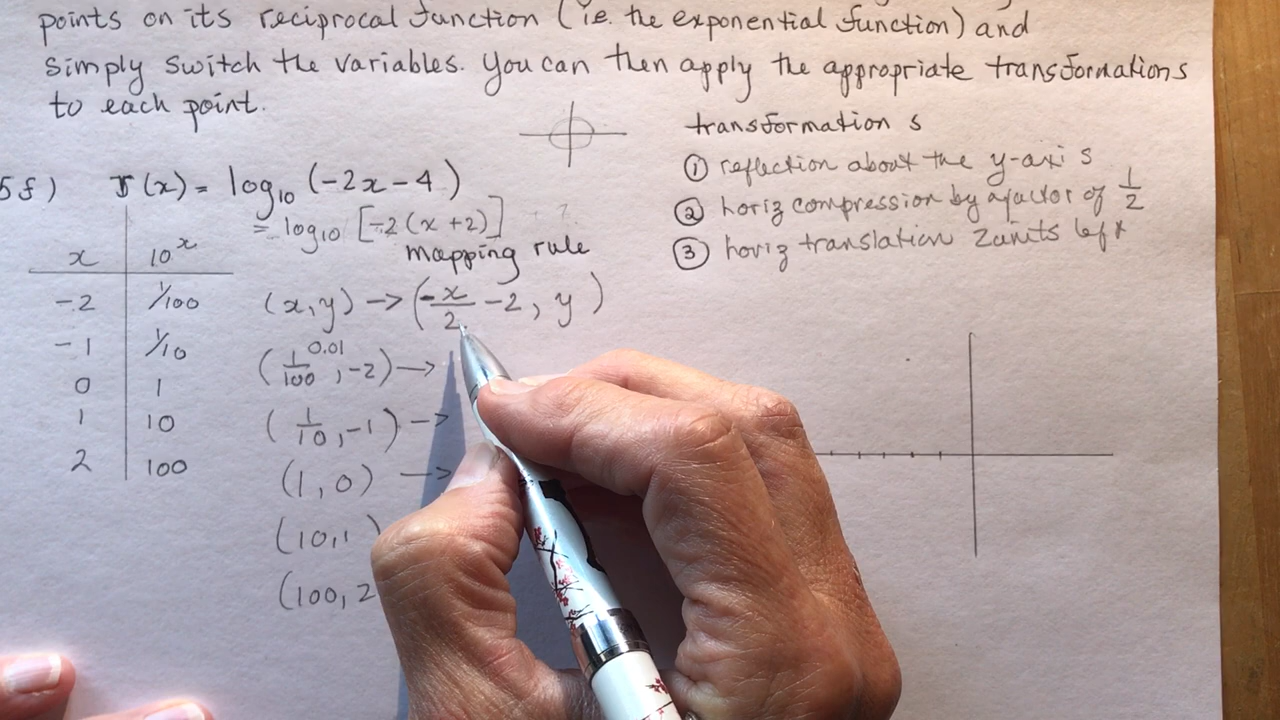 points on its reciprocal function (i.e. the exponential function) and
simply switch the variables. You can then apply the appropriate transformations
to each point.
transformations
① reflection about the y-axis
② horiz compression by a factor of 1/2
③ horiz translation 2 units left
5f) f(x) = log₁₀ (-2x-4)
= log₁₀ [-2(x+2)]
mapping rule
x 10ˣ
-2 1/100
-1 1/10
0 1
1 10
2 100
(x,y) -> (-x/2 -2, y)
0.01
(1/100, -2) ->
(1/10, -1) ->
(1, 0) ->
(10,1)
(100, 2